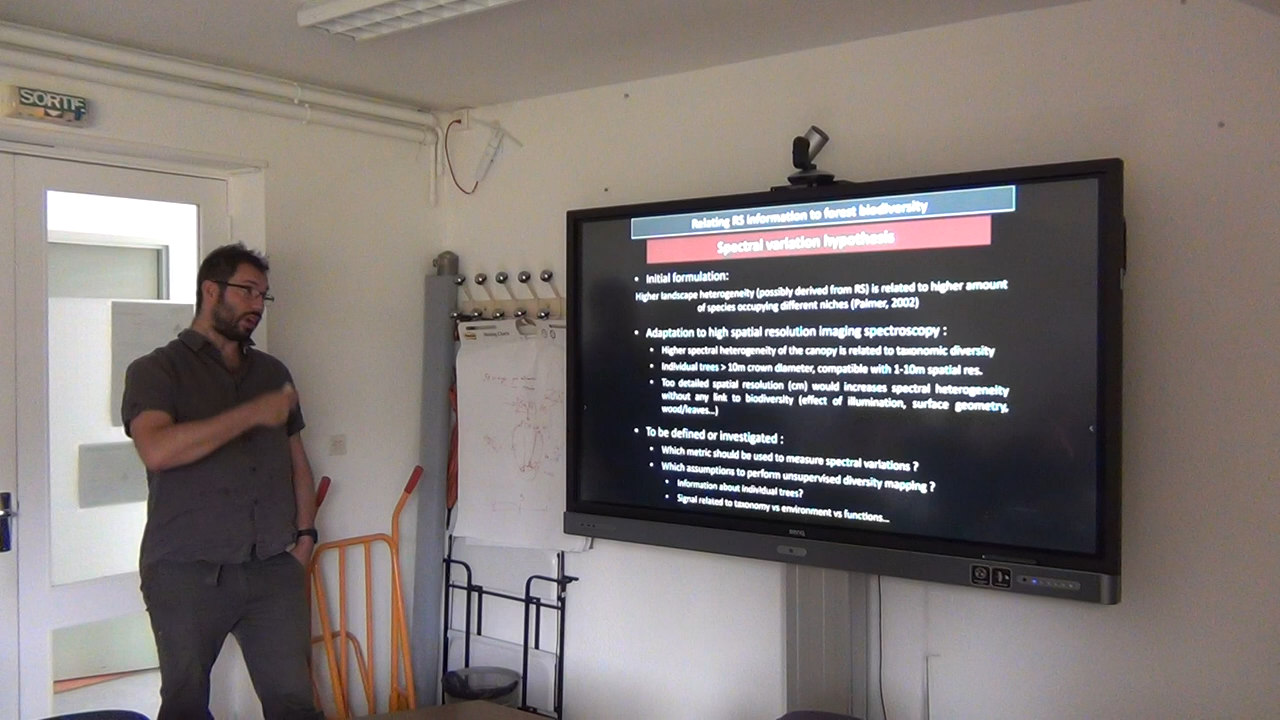 SORTIE
Relating RS information to forest biodiversity
Spectral variation hypothesis
• Initial formulation:
Higher landscape heterogeneity (possibly derived from RS) is related to higher amount
of species occupying different niches (Palmer, 2002)
• Adaptation to high spatial resolution imaging spectroscopy :
• Higher spectral heterogeneity of the canopy is related to taxonomic diversity
• Individual trees > 10m crown diameter, compatible with 1-10m spatial res.
• Too detailed spatial resolution (cm) would increases spectral heterogeneity
without any link to biodiversity (effect of illumination, surface geometry,
wood/leaves...)
• To be defined or investigated :
• Which metric should be used to measure spectral variations ?
• Which assumptions to perform unsupervised diversity mapping ?
• Information about individual trees?
• Signal related to taxonomy vs environment vs functions...
BenQ